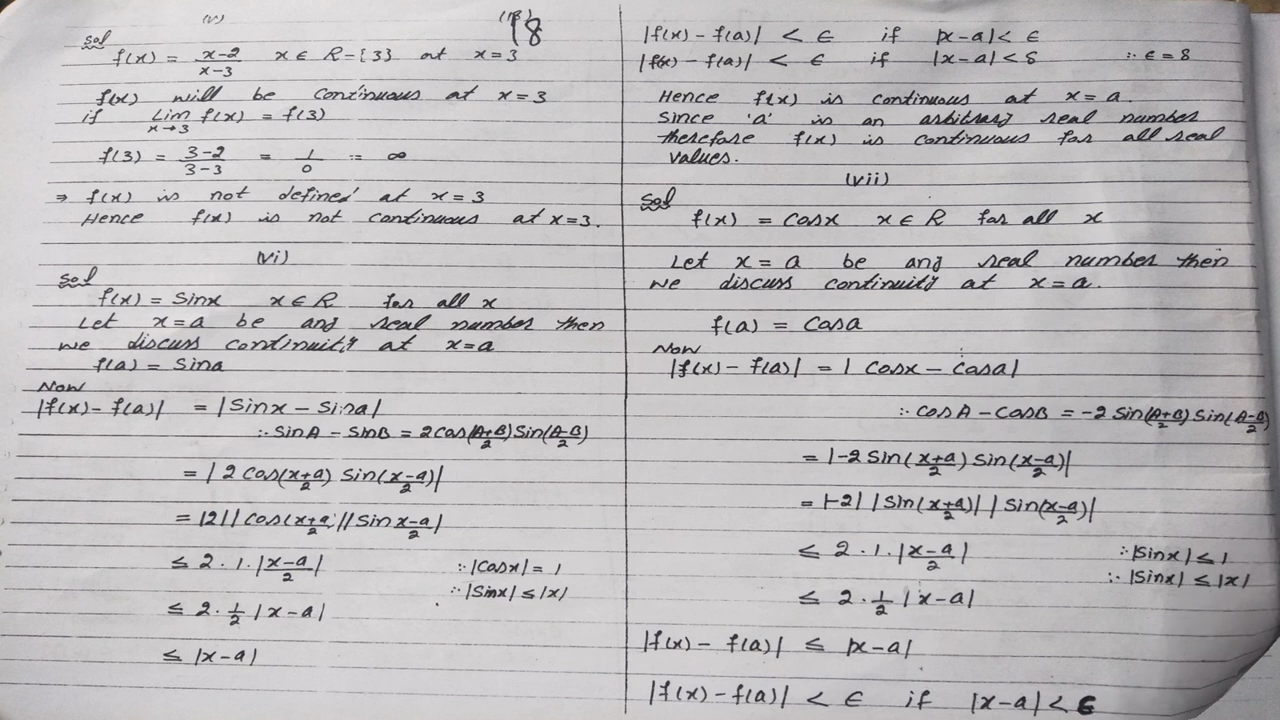 (v)
(18)
18
Sol
f(x) = x-2/x-3 x ∈ R-{3} at x=3
f(x) will be continuous at x=3
if Lim x→3 f(x) = f(3)
f(3) = 3-2/3-3 = 1/0 = ∞
⇒ f(x) is not defined at x=3
Hence f(x) is not continuous at x=3.
(vi)
Sol
f(x) = Sinx x ∈ R for all x
Let x=a be any real number then
we discuss continuity at x=a
f(a) = Sina
Now
|f(x)-f(a)| = |Sinx - Sina|
∵ SinA - SinB = 2Cos(A+B/2)Sin(A-B/2)
= |2 Cos(x+a/2) Sin(x-a/2)|
= |2||Cos(x+a/2||Sin x-a/2|
≤ 2 · 1 · |x-a/2| ∵ |Cosx| = 1
≤ 2 · 1/2 |x-a| ∵ |Sinx| ≤ |x|
≤ |x-a|
|f(x) - f(a)| < ϵ if |x-a| < ϵ
|f(x) - f(a)| < ϵ if |x-a| < δ ∵ ϵ = δ
Hence f(x) is continuous at x=a.
Since 'a' is an arbitrary real number
therefore f(x) is continuous for all real
values.
(vii)
Sol
f(x) = Cosx x ∈ R for all x
Let x = a be any real number then
we discuss continuity at x=a.
f(a) = Cosa
Now
|f(x) - f(a)| = | Cosx - Cosa|
∵ CosA - CosB = -2 Sin(A+B/2) Sin(A-B/2)
= |-2 Sin(x+a/2) Sin(x-a/2)|
= |-2| |Sin(x+a/2)| |Sin(x-a/2)|
≤ 2 · 1 · |x-a/2| ∵ |Sinx| ≤ 1
≤ 2 · 1/2 |x-a| ∵ |Sinx| ≤ |x|
|f(x) - f(a)| ≤ |x-a|
|f(x) - f(a)| < ϵ if |x-a| < ϵ